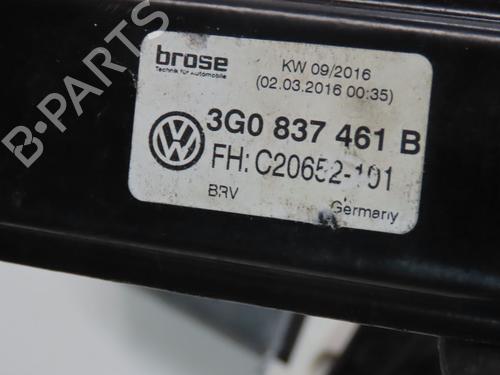 brose
Technik für Automobile
KW 09/2016
(02.03.2016 00:35)
3G0 837 461 B
FH: C20652-101
BRV
Germany
B-PARTS